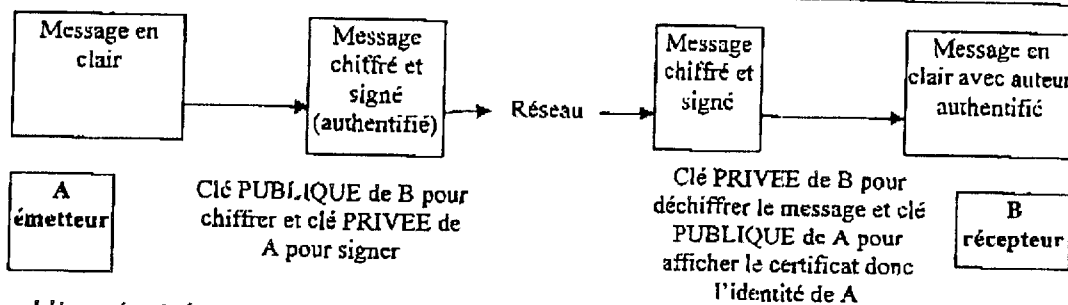 Message en
clair
Message
chiffré et
signé
(authentifié)
Réseau
Message
chiffré et
signé
Message en
clair avec auteur
authentifié
A
émetteur
Clé PUBLIQUE de B pour
chiffrer et clé PRIVEE de
A pour signer
Clé PRIVEE de B pour
déchiffrer le message et clé
PUBLIQUE de A pour
afficher le certificat donc
l'identité de A
B
récepteur